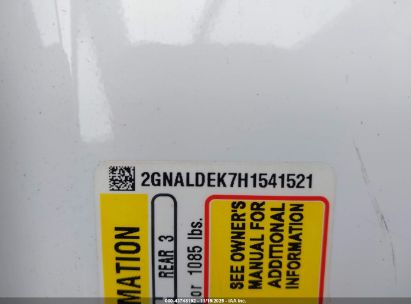 2GNALDEK7H1541521
MATION
REAR 3
or 1085 lbs.
SEE OWNER'S
MANUAL FOR
ADDITIONAL
INFORMATION